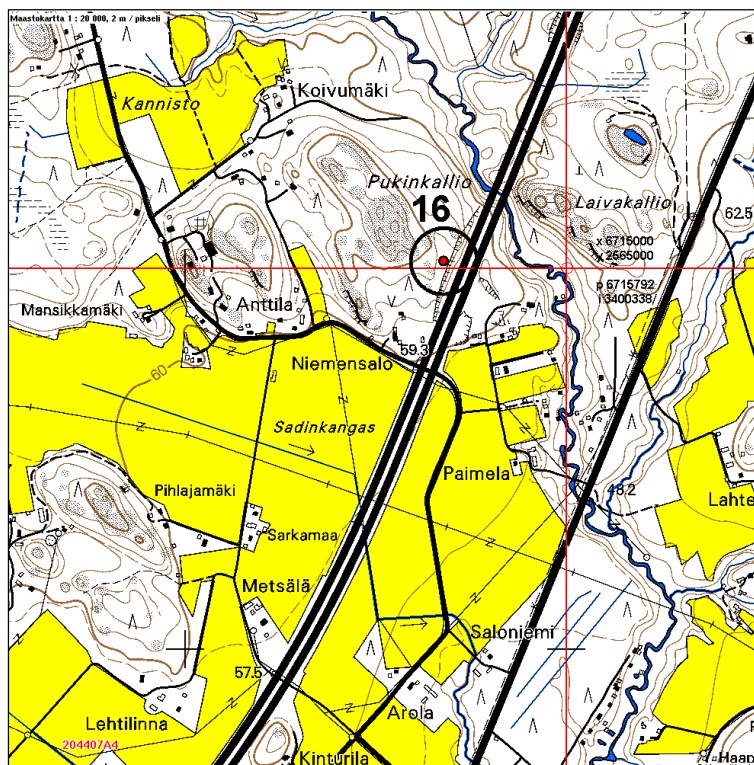 Maastokartta 1 : 20 000, 2 m / pikseli
Koivumäki
Kannisto
Pukinkallio
16
Laivakallio
62.5
x 6715000
x 2565000
p 6715792
i 3400338
Mansikkamäki
Anttila
59.3
Niemensalo
60
Sadinkangas
Paimela
Pihlajamäki
48.2
Lahte
Sarkamaa
Metsälä
Saloniemi
57.5
Arola
Lehtilinna
204407A4
Kinturila
Haap